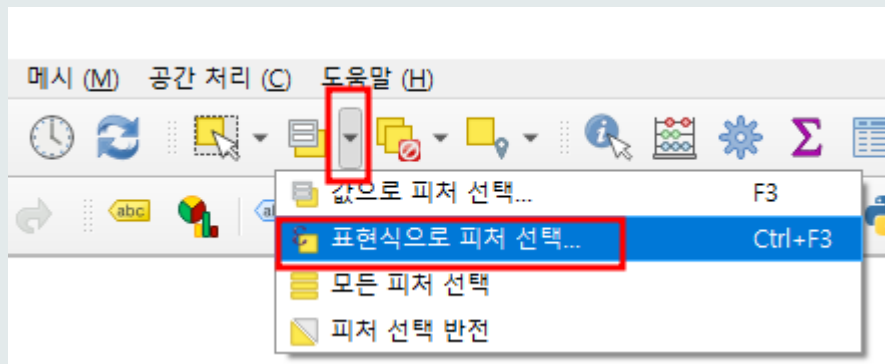 메시 (M) 공간 처리 (C) 도움말 (H)
abc
값으로 피처 선택... F3
표현식으로 피처 선택... Ctrl+F3
모든 피처 선택
피처 선택 반전